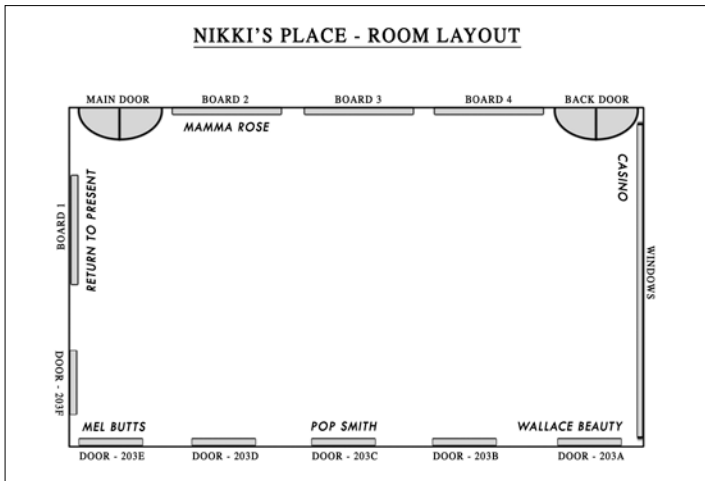 NIKKI'S PLACE - ROOM LAYOUT
MAIN DOOR
BOARD 2
BOARD 3
BOARD 4
BACK DOOR
MAMMA ROSE
CASINO
BOARD 1
RETURN TO PRESENT
WINDOWS
DOOR - 203F
MEL BUTTS
POP SMITH
WALLACE BEAUTY
DOOR - 203E
DOOR - 203D
DOOR - 203C
DOOR - 203B
DOOR - 203A